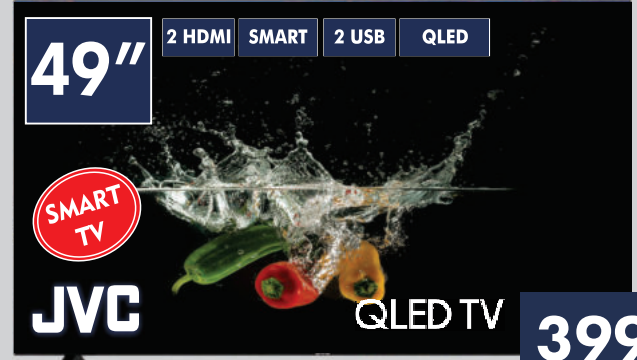 49”
2 HDMI
SMART
2 USB
QLED
SMART
TV
JVC
QLED TV
399